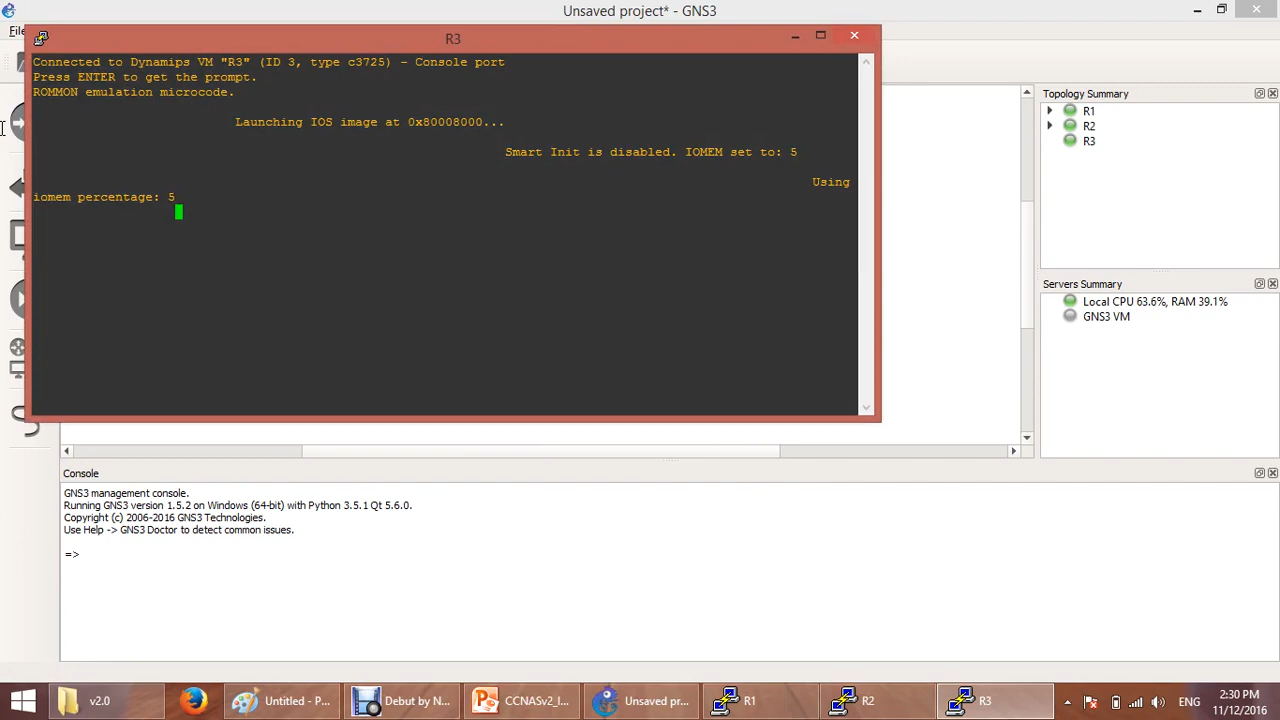 Unsaved project* - GNS3
File
R3
Connected to Dynamips VM "R3" (ID 3, type c3725) - Console port
Press ENTER to get the prompt.
ROMMON emulation microcode.
Launching IOS image at 0x80008000...
Smart Init is disabled. IOMEM set to: 5
Using
iomem percentage: 5
Topology Summary
R1
R2
R3
Servers Summary
Local CPU 63.6%, RAM 39.1%
GNS3 VM
Console
GNS3 management console.
Running GNS3 version 1.5.2 on Windows (64-bit) with Python 3.5.1 Qt 5.6.0.
Copyright (c) 2006-2016 GNS3 Technologies.
Use Help -> GNS3 Doctor to detect common issues.
=>
v2.0
Untitled - P...
Debut by N...
CCNASv2_I...
Unsaved pr...
R1
R2
R3
ENG
2:30 PM
11/12/2016